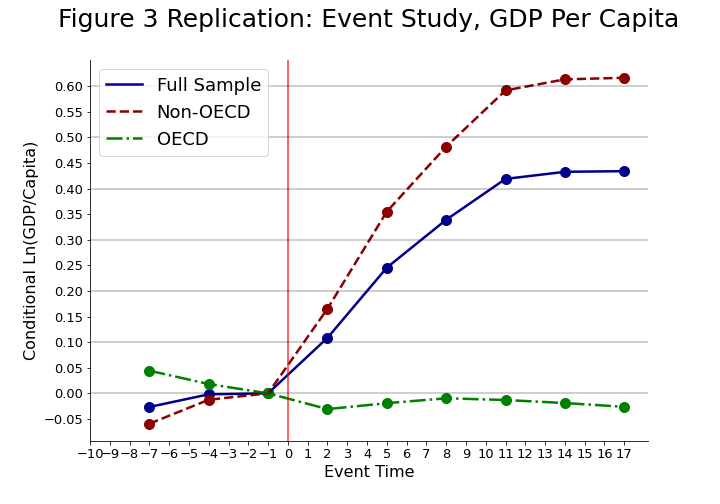 Figure 3 Replication: Event Study, GDP Per Capita
Full Sample
Non-OECD
OECD
Conditional Ln(GDP/Capita)
0.60
0.55
0.50
0.45
0.40
0.35
0.30
0.25
0.20
0.15
0.10
0.05
0.00
−0.05
−10 −9 −8 −7 −6 −5 −4 −3 −2 −1 0 1 2 3 4 5 6 7 8 9 10 11 12 13 14 15 16 17
Event Time